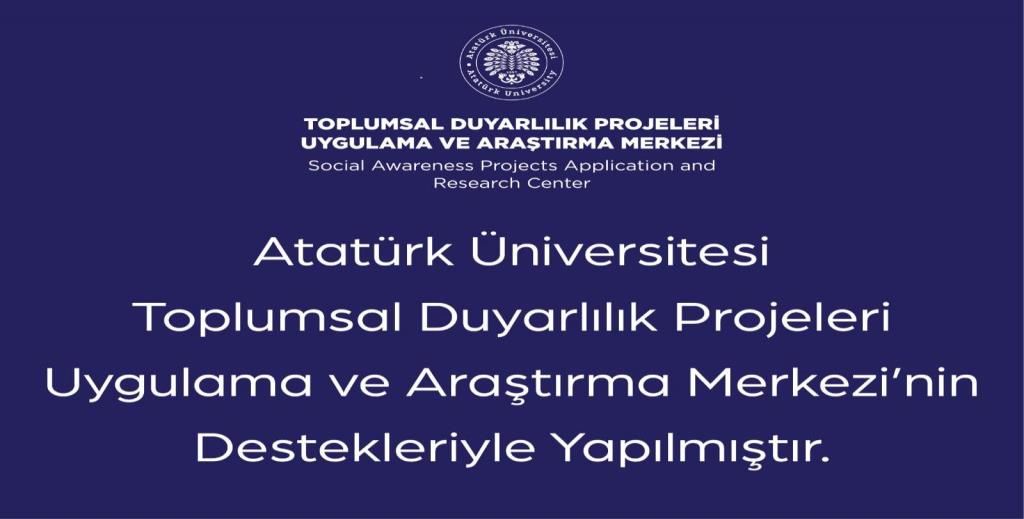 Atatürk Üniversitesi
Atatürk University
TOPLUMSAL DUYARLILIK PROJELERİ
UYGULAMA VE ARAŞTIRMA MERKEZİ
Social Awareness Projects Application and
Research Center
Atatürk Üniversitesi
Toplumsal Duyarlılık Projeleri
Uygulama ve Araştırma Merkezi’nin
Destekleriyle Yapılmıştır.